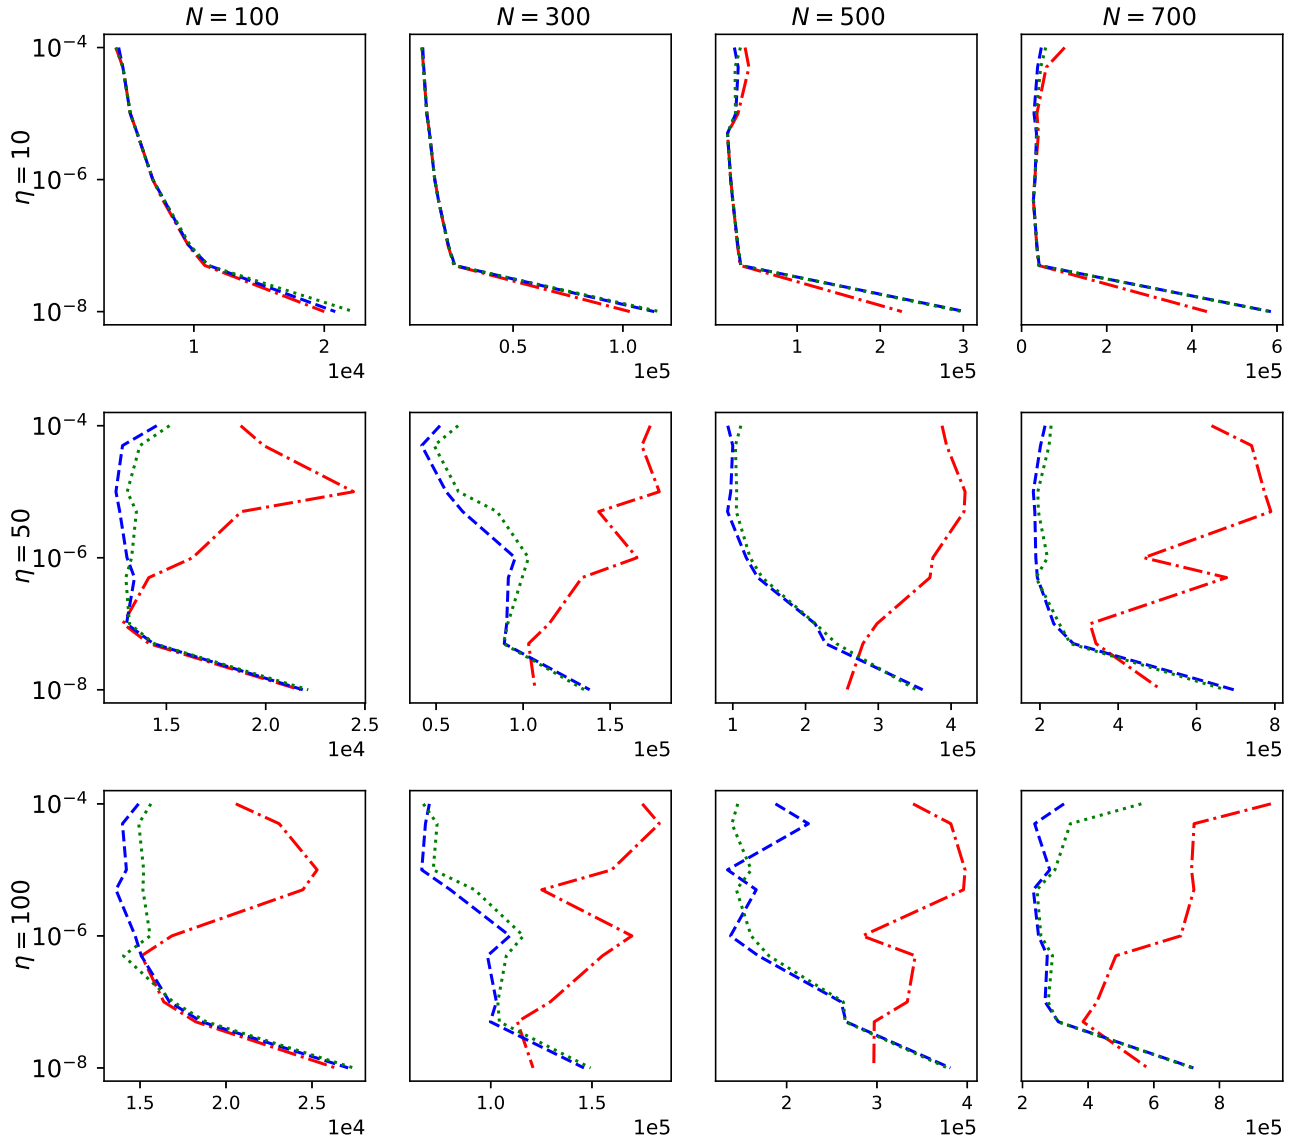 N = 100 N = 300 N = 500 N = 700
η = 10
10⁻⁴
10⁻⁶
10⁻⁸
1 2
1e4
0.5 1.0
1e5
1 2 3
1e5
0 2 4 6
1e5
η = 50
10⁻⁴
10⁻⁶
10⁻⁸
1.5 2.0 2.5
1e4
0.5 1.0 1.5
1e5
1 2 3 4
1e5
2 4 6 8
1e5
η = 100
10⁻⁴
10⁻⁶
10⁻⁸
1.5 2.0 2.5
1e4
1.0 1.5
1e5
2 3 4
1e5
2 4 6 8
1e5